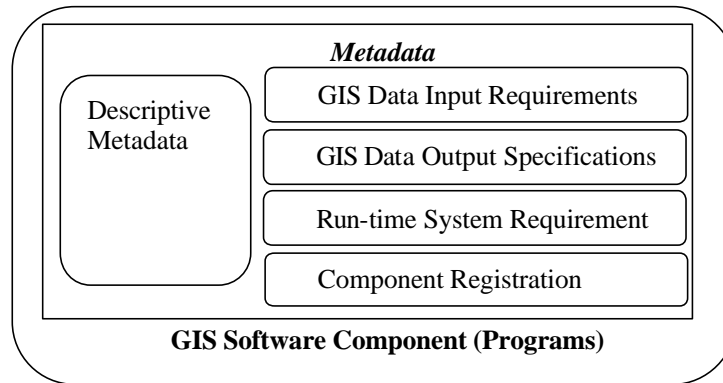 Metadata
Descriptive
Metadata
GIS Data Input Requirements
GIS Data Output Specifications
Run-time System Requirement
Component Registration
GIS Software Component (Programs)